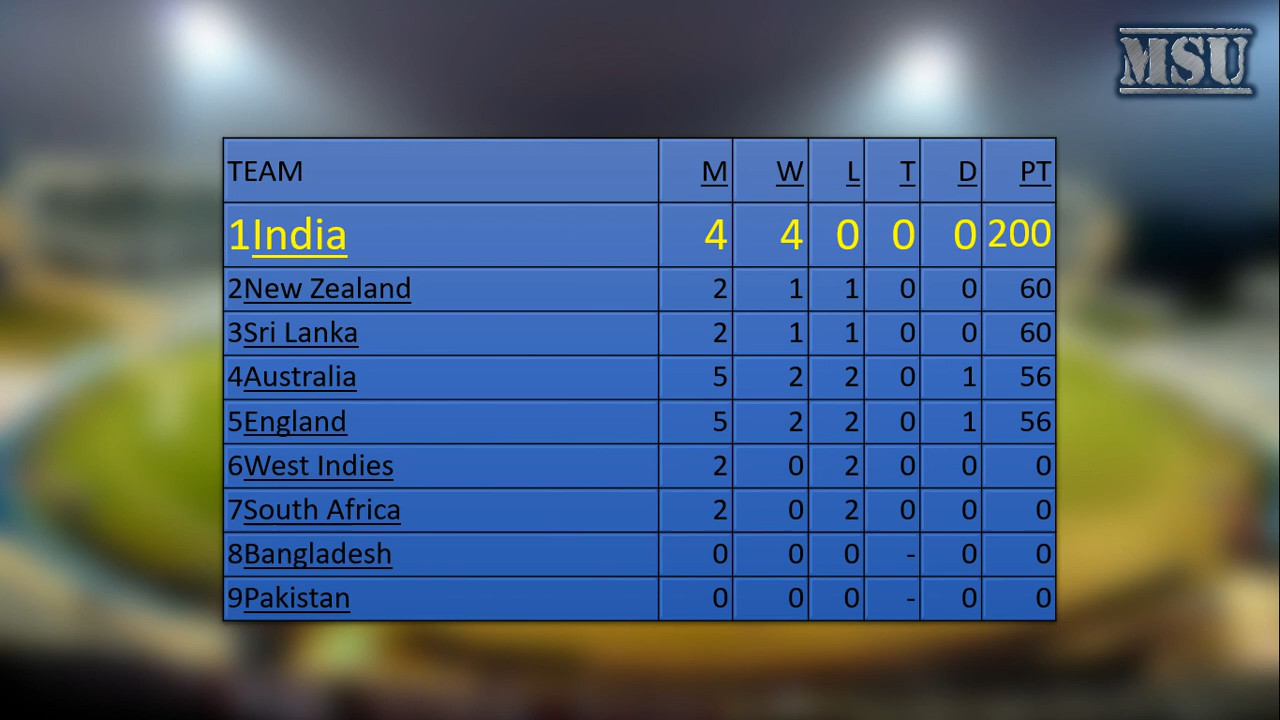 MSU
TEAM M W L T D PT
1India 4 4 0 0 0 200
2New Zealand 2 1 1 0 0 60
3Sri Lanka 2 1 1 0 0 60
4Australia 5 2 2 0 1 56
5England 5 2 2 0 1 56
6West Indies 2 0 2 0 0 0
7South Africa 2 0 2 0 0 0
8Bangladesh 0 0 0 - 0 0
9Pakistan 0 0 0 - 0 0